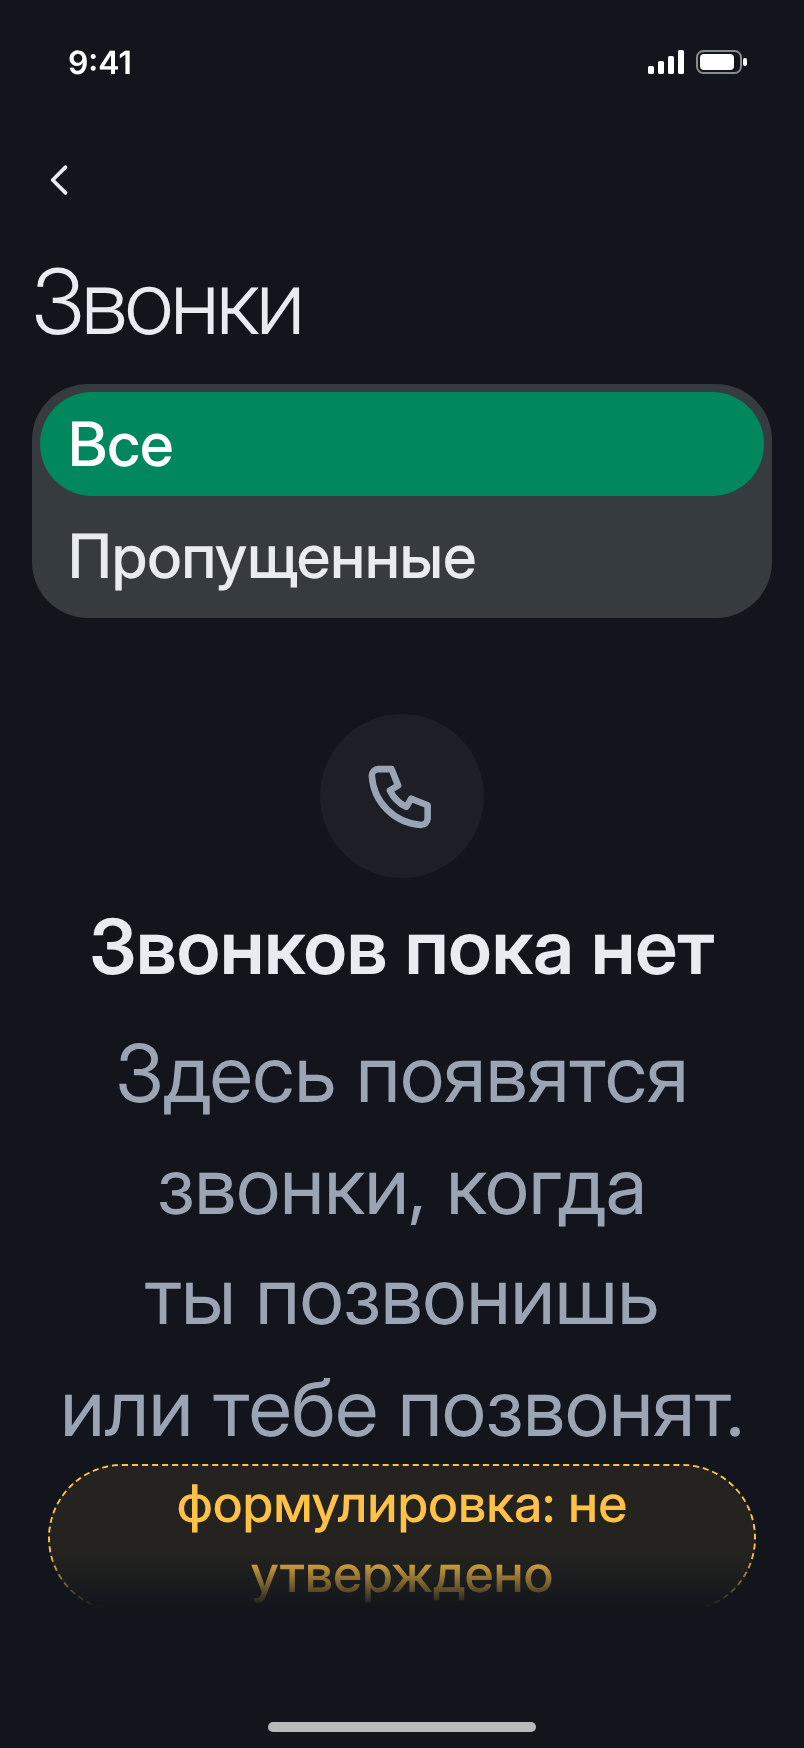 9:41
Звонки
Все
Пропущенные
Звонков пока нет
Здесь появятся
звонки, когда
ты позвонишь
или тебе позвонят.
формулировка: не
утверждено